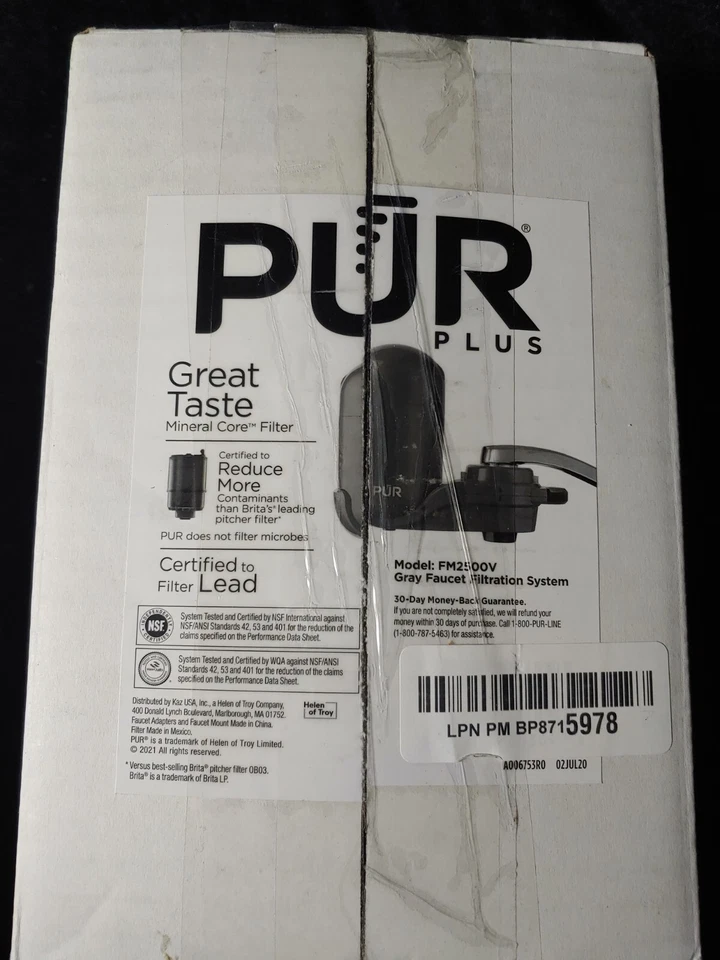 PŪR®
PLUS
Great
Taste
Mineral Core™ Filter
Certified to
Reduce
More
Contaminants
than Brita's® leading
pitcher filter*
PUR does not filter microbes
Certified to
Filter Lead
PŪR
Model: FM2500V
Gray Faucet Filtration System
30-Day Money-Back Guarantee.
If you are not completely satisfied, we will refund your
money within 30 days of purchase. Call 1-800-PUR-LINE
(1-800-787-5463) for assistance.
INDEPENDENTLY
NSF
CERTIFIED
System Tested and Certified by NSF International against
NSF/ANSI Standards 42, 53 and 401 for the reduction of the
claims specified on the Performance Data Sheet.
System Tested and Certified by WQA against NSF/ANSI
Standards 42, 53 and 401 for the reduction of the claims
specified on the Performance Data Sheet.
Distributed by Kaz USA, Inc., a Helen of Troy Company,
400 Donald Lynch Boulevard, Marlborough, MA 01752.
Faucet Adapters and Faucet Mount Made in China.
Filter Made in Mexico.
PUR® is a trademark of Helen of Troy Limited.
© 2021 All rights reserved.
Helen
of Troy
* Versus best-selling Brita® pitcher filter OB03.
Brita® is a trademark of Brita LP.
LPN PM BP8715978
A006753R0 02JUL20